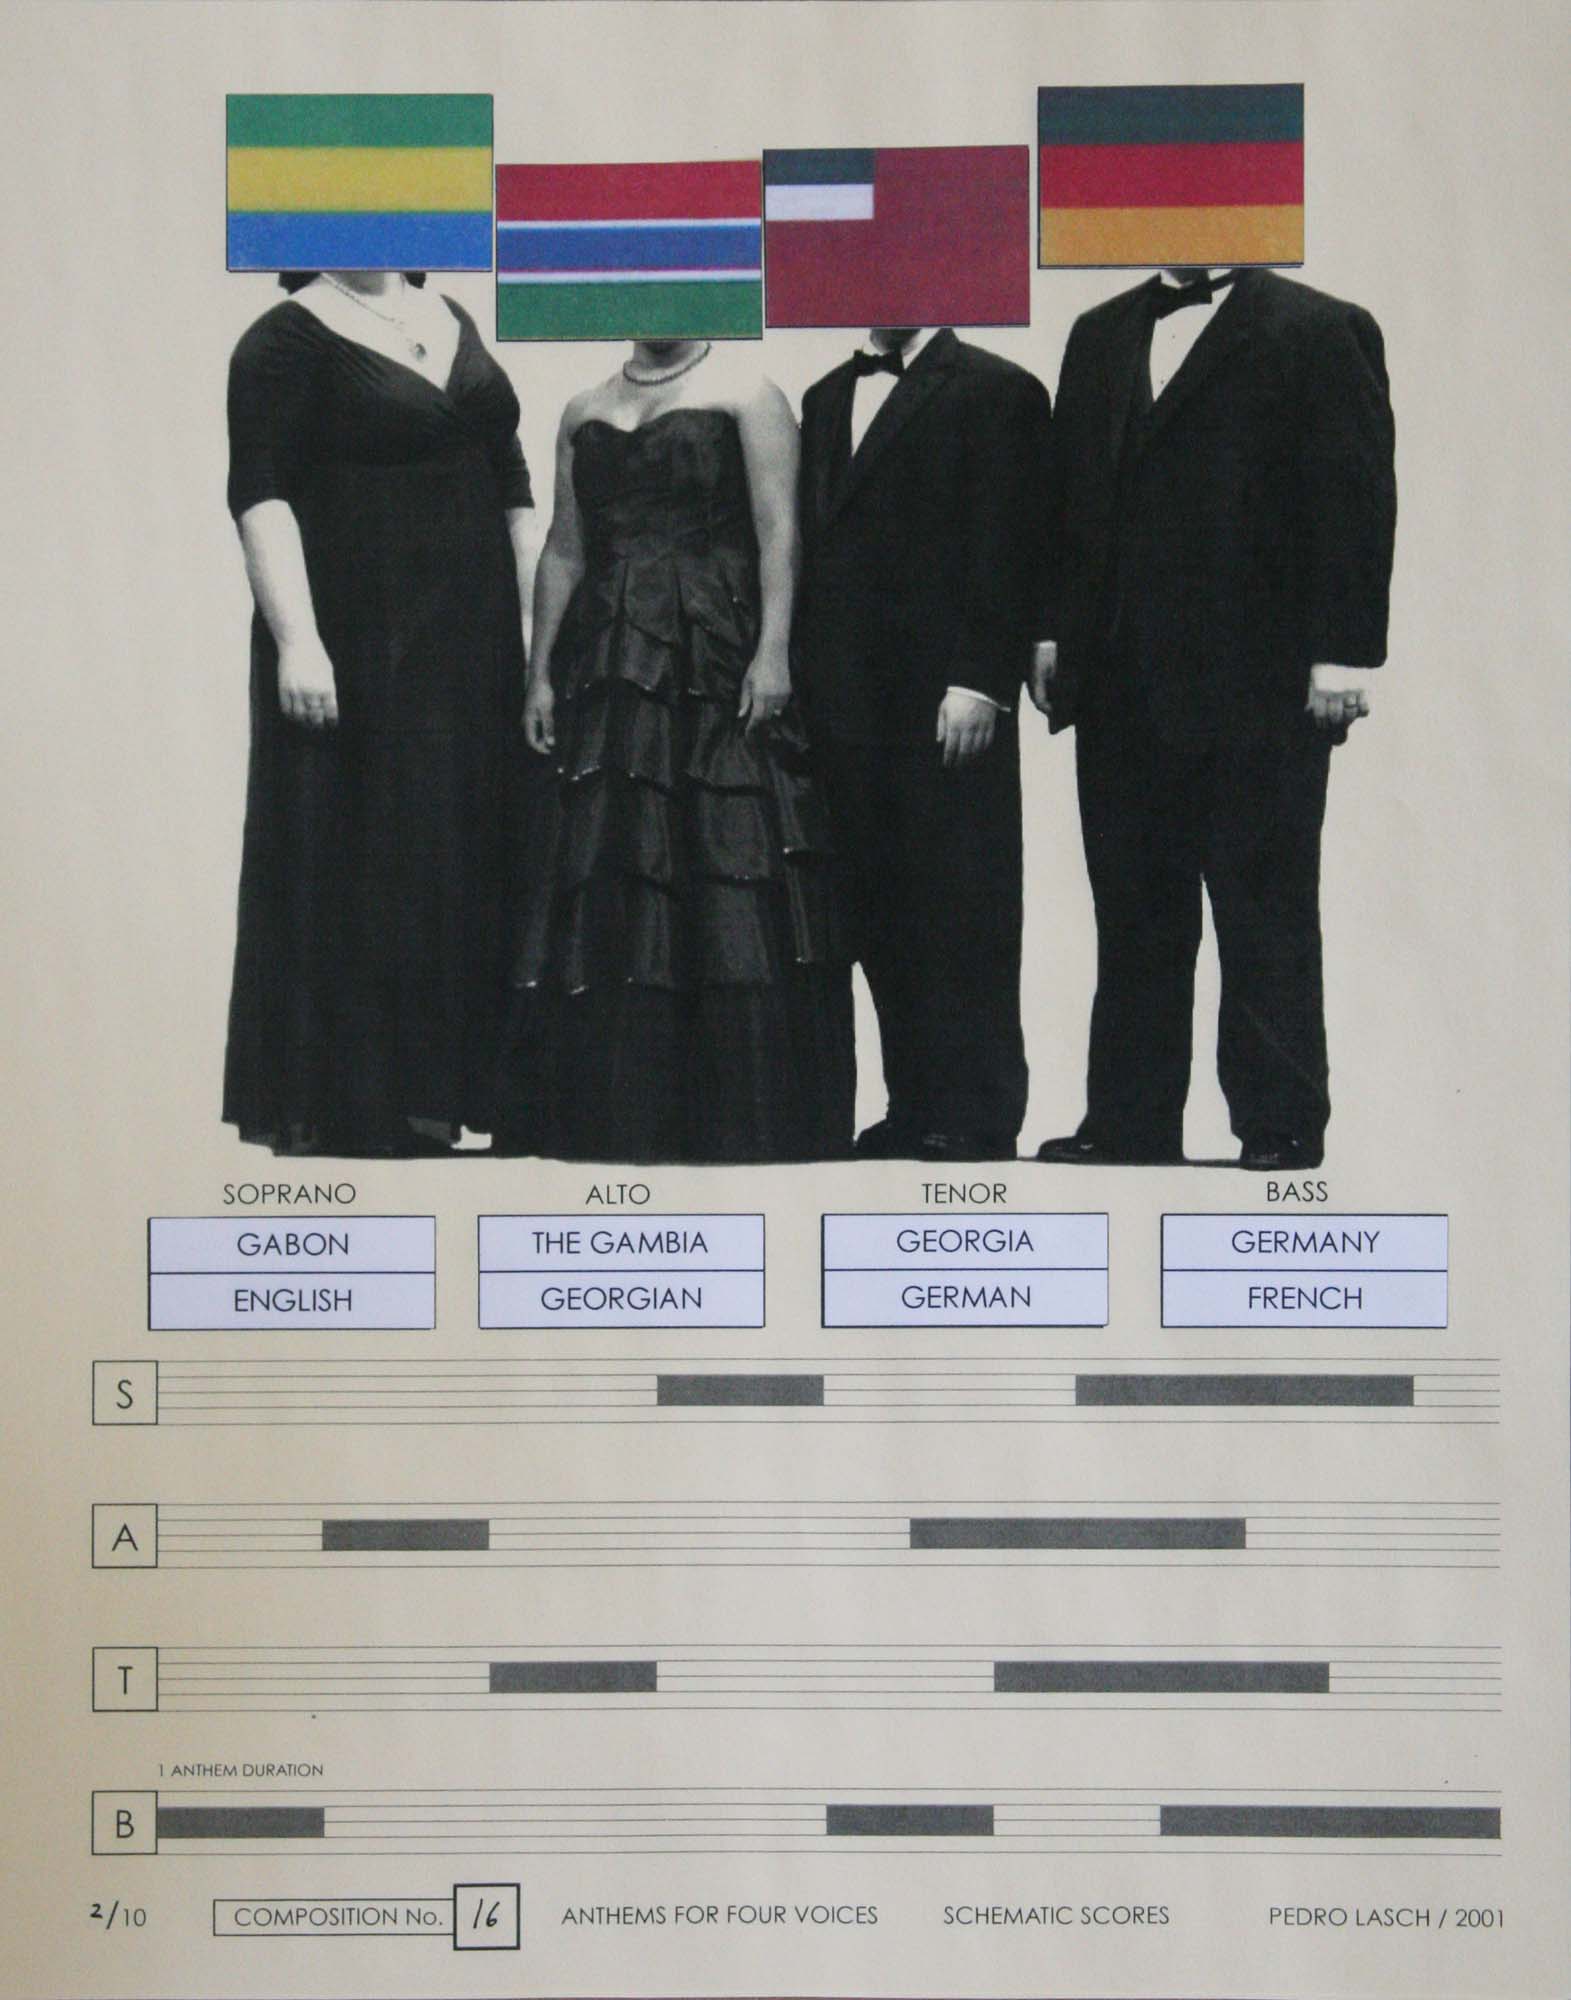 SOPRANO ALTO TENOR BASS
GABON THE GAMBIA GEORGIA GERMANY
ENGLISH GEORGIAN GERMAN FRENCH
S
A
T
1 ANTHEM DURATION
B
2/10 COMPOSITION No. 16 ANTHEMS FOR FOUR VOICES SCHEMATIC SCORES PEDRO LASCH / 2001